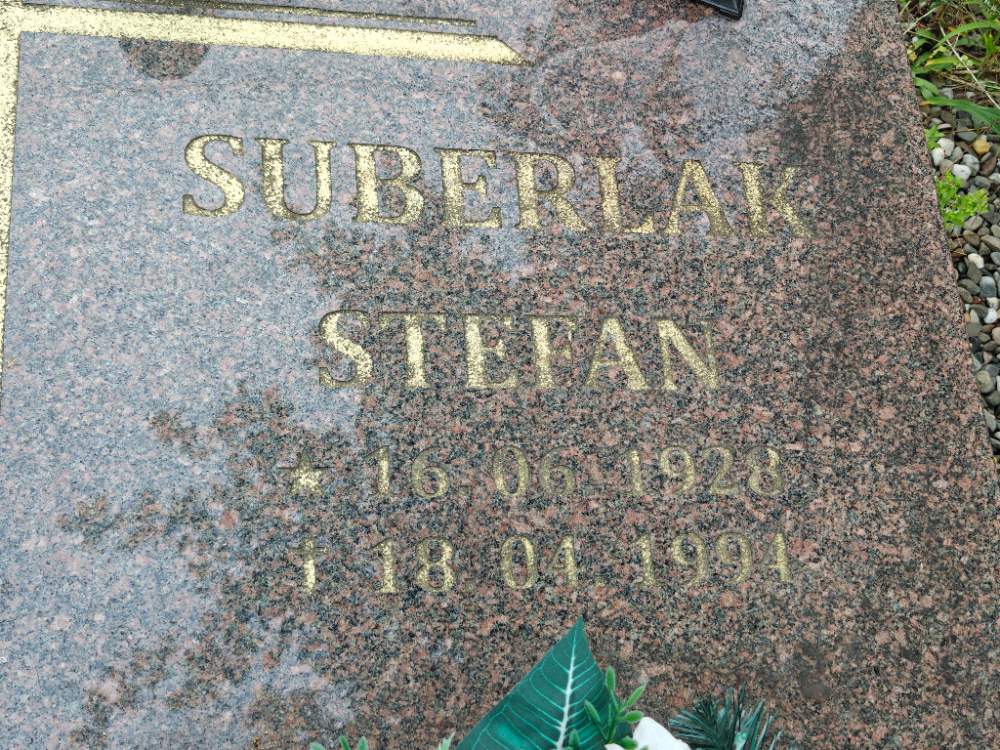 SUBERLAK
STEFAN
★ 16.06.1928
† 18.04.1994